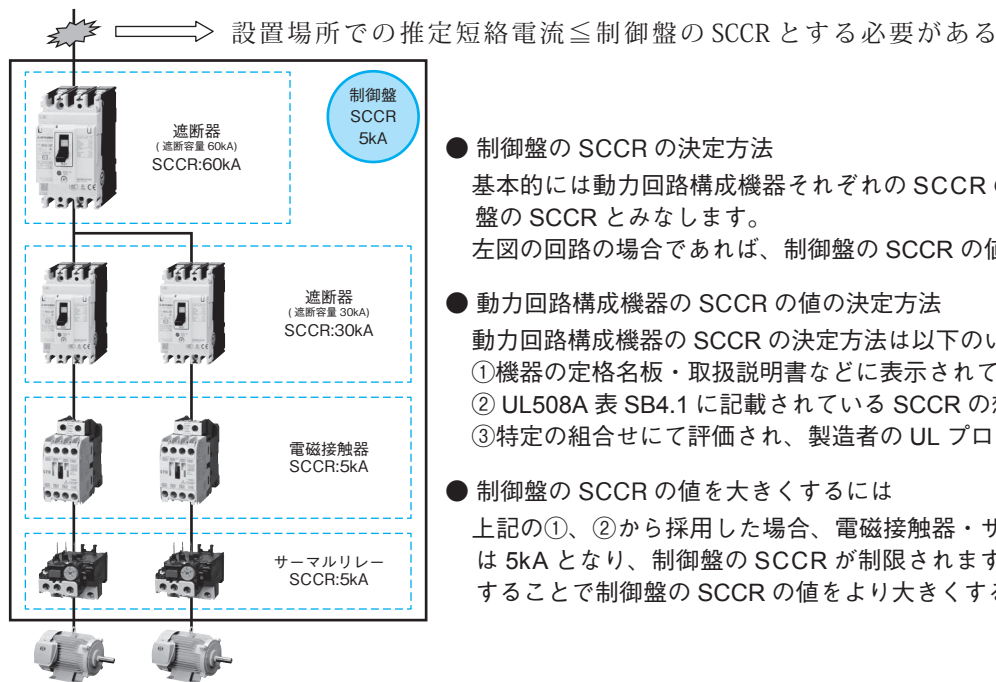 設置場所での推定短絡電流≦制御盤の SCCR とする必要がある
制御盤
SCCR
5kA
遮断器
( 遮断容量 60kA)
SCCR:60kA
遮断器
( 遮断容量 30kA)
SCCR:30kA
電磁接触器
SCCR:5kA
サーマルリレー
SCCR:5kA
● 制御盤の SCCR の決定方法
基本的には動力回路構成機器それぞれの SCCR
盤の SCCR とみなします。
左図の回路の場合であれば、制御盤の SCCR の値
● 動力回路構成機器の SCCR の値の決定方法
動力回路構成機器の SCCR の決定方法は以下のい
①機器の定格名板・取扱説明書などに表示されて
② UL508A 表 SB4.1 に記載されている SCCR の
③特定の組合せにて評価され、製造者の UL プロ
● 制御盤の SCCR の値を大きくするには
上記の①、②から採用した場合、電磁接触器・サ
は 5kA となり、制御盤の SCCR が制限されます
することで制御盤の SCCR の値をより大きくする